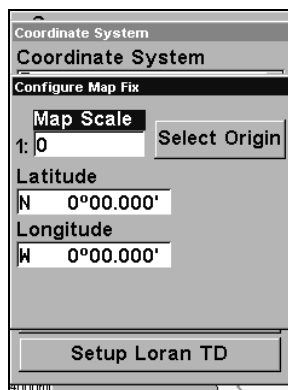 Coordinate System
Coordinate System
Configure Map Fix
Map Scale
1: 0
Select Origin
Latitude
N 0°00.000'
Longitude
W 0°00.000'
Setup Loran TD